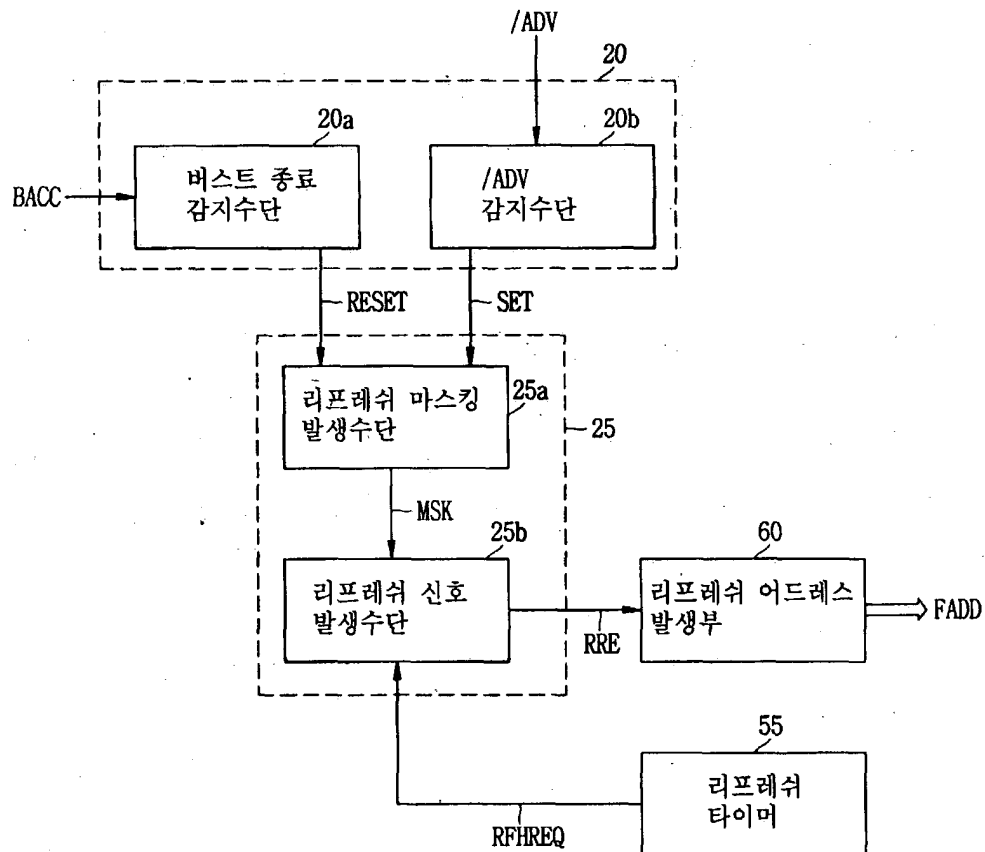 /ADV
20
20a
20b
버스트 종료
감지수단
/ADV
감지수단
BACC
RESET
SET
리프레쉬 마스킹
발생수단
25a
25
MSK
25b
60
리프레쉬 신호
발생수단
리프레쉬 어드레스
발생부
FADD
RRE
55
리프레쉬
타이머
RFHREQ